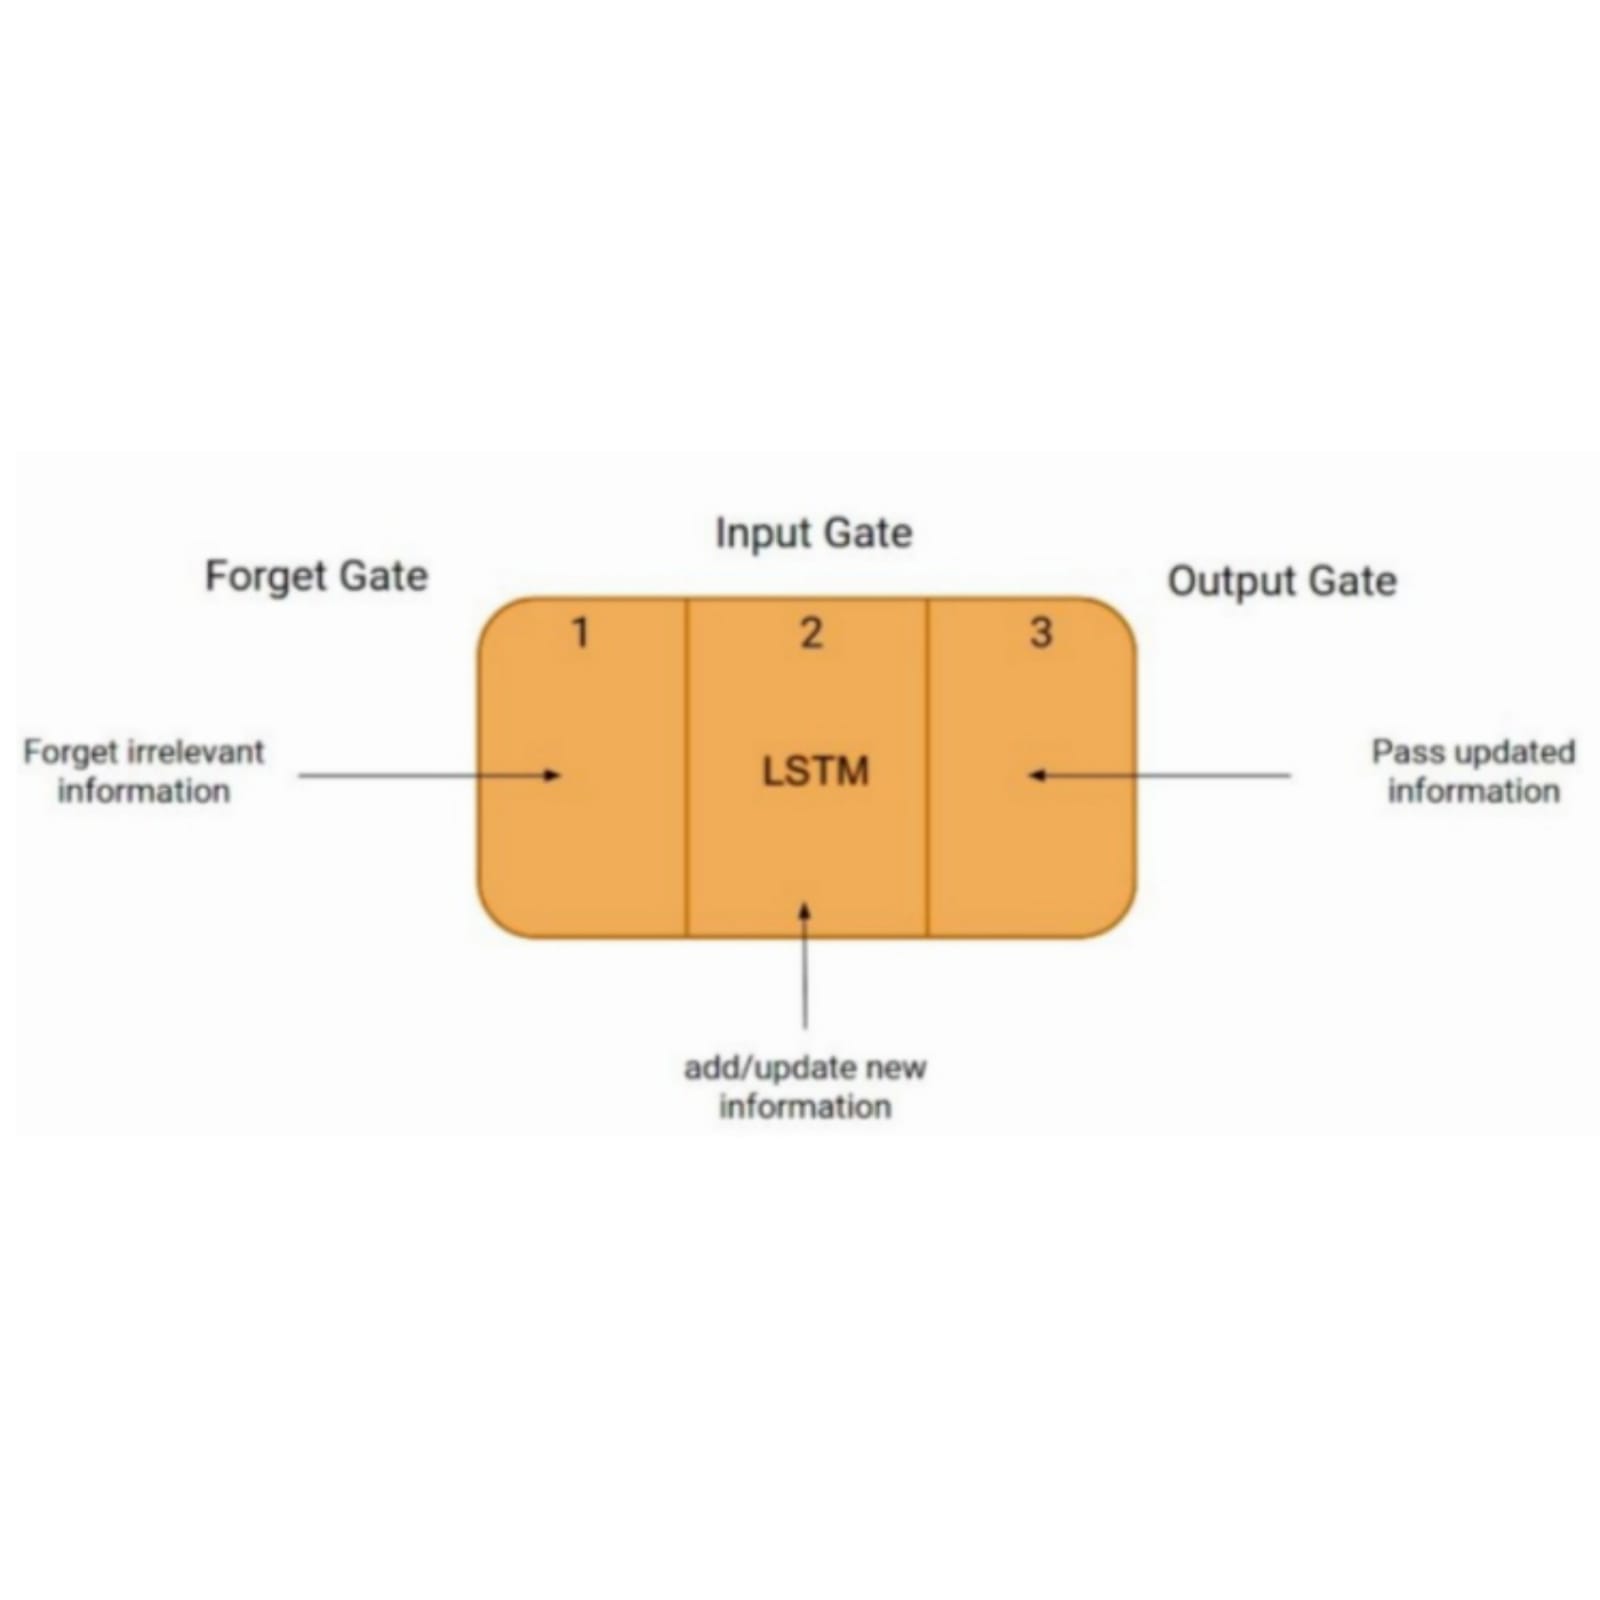 Input Gate
Forget Gate
Output Gate
1
2
3
Forget irrelevant
information
LSTM
Pass updated
information
add/update new
information